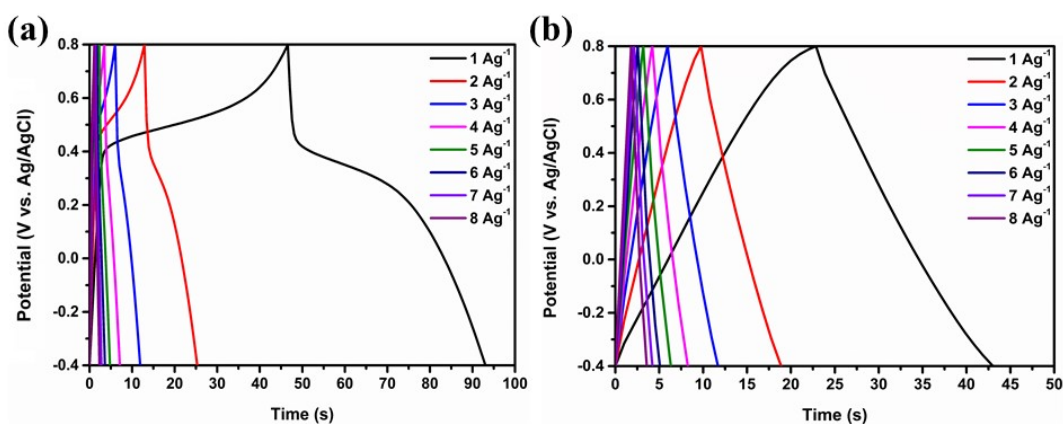 (a)
0.8
0.6
0.4
0.2
0.0
-0.2
-0.4
Potential (V vs. Ag/AgCl)
1 Ag⁻¹
2 Ag⁻¹
3 Ag⁻¹
4 Ag⁻¹
5 Ag⁻¹
6 Ag⁻¹
7 Ag⁻¹
8 Ag⁻¹
0 10 20 30 40 50 60 70 80 90 100
Time (s)
(b)
0.8
0.6
0.4
0.2
0.0
-0.2
-0.4
Potential (V vs. Ag/AgCl)
1 Ag⁻¹
2 Ag⁻¹
3 Ag⁻¹
4 Ag⁻¹
5 Ag⁻¹
6 Ag⁻¹
7 Ag⁻¹
8 Ag⁻¹
0 5 10 15 20 25 30 35 40 45 50
Time (s)